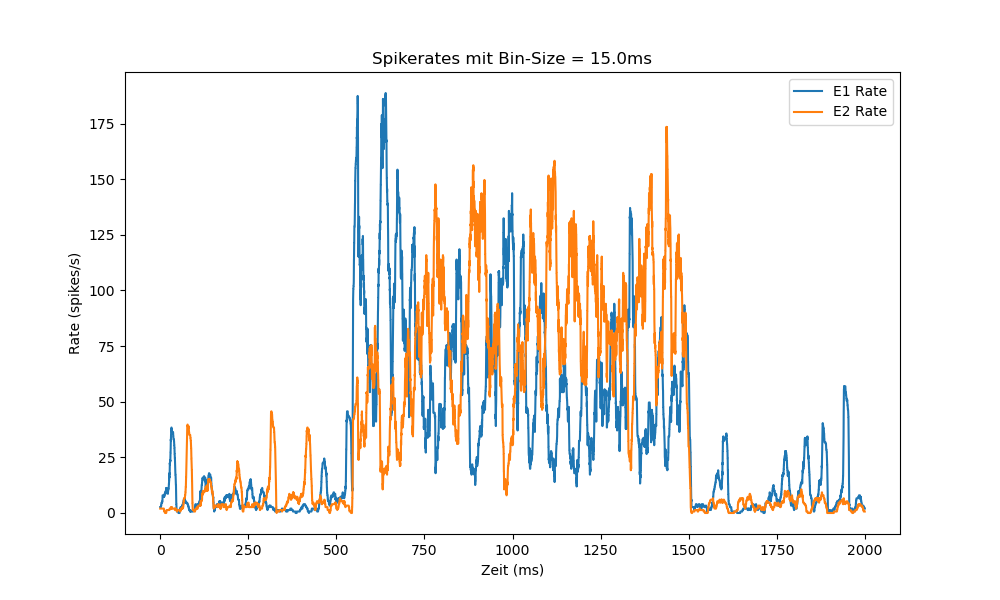 Spikerates mit Bin-Size = 15.0ms
E1 Rate
E2 Rate
175
150
125
100
75
50
25
0
Rate (spikes/s)
0 250 500 750 1000 1250 1500 1750 2000
Zeit (ms)